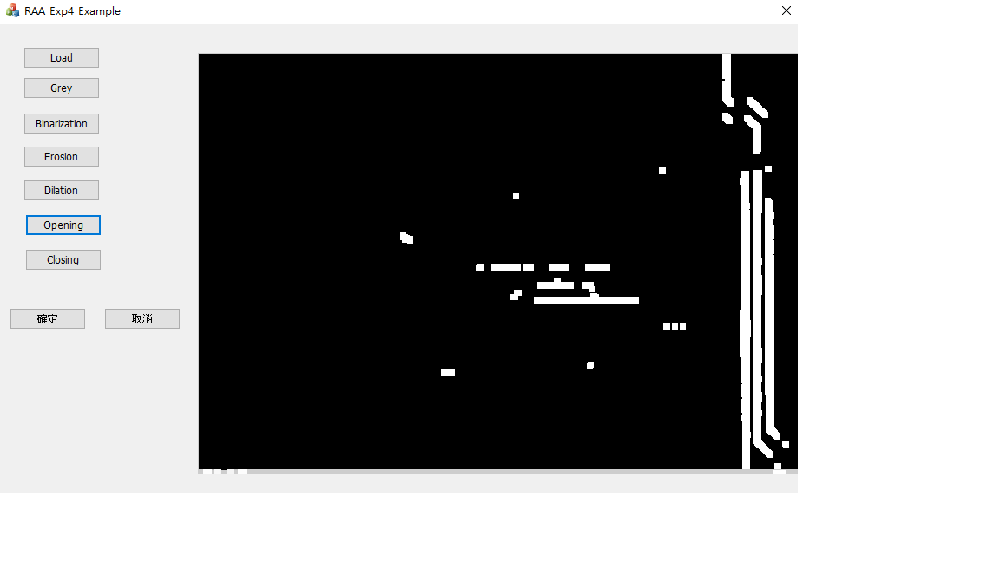 RAA_Exp4_Example
Load
Grey
Binarization
Erosion
Dilation
Opening
Closing
確定 取消